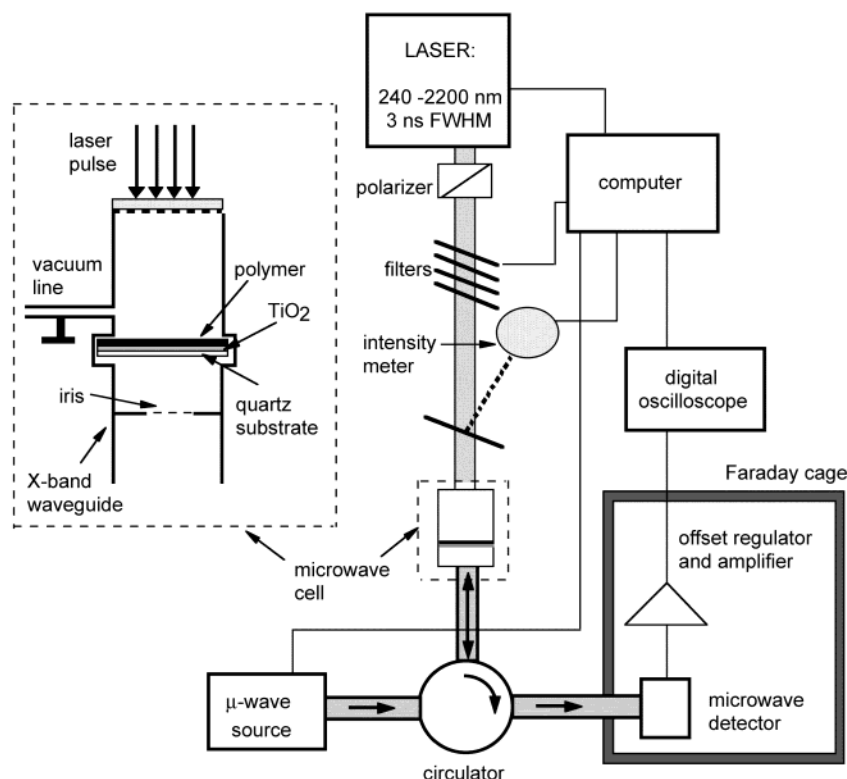 LASER:
240 -2200 nm
3 ns FWHM
laser
pulse
polarizer
computer
vacuum
line
polymer
TiO2
filters
intensity
meter
iris
quartz
substrate
digital
oscilloscope
X-band
waveguide
Faraday cage
microwave
cell
offset regulator
and amplifier
μ-wave
source
microwave
detector
circulator